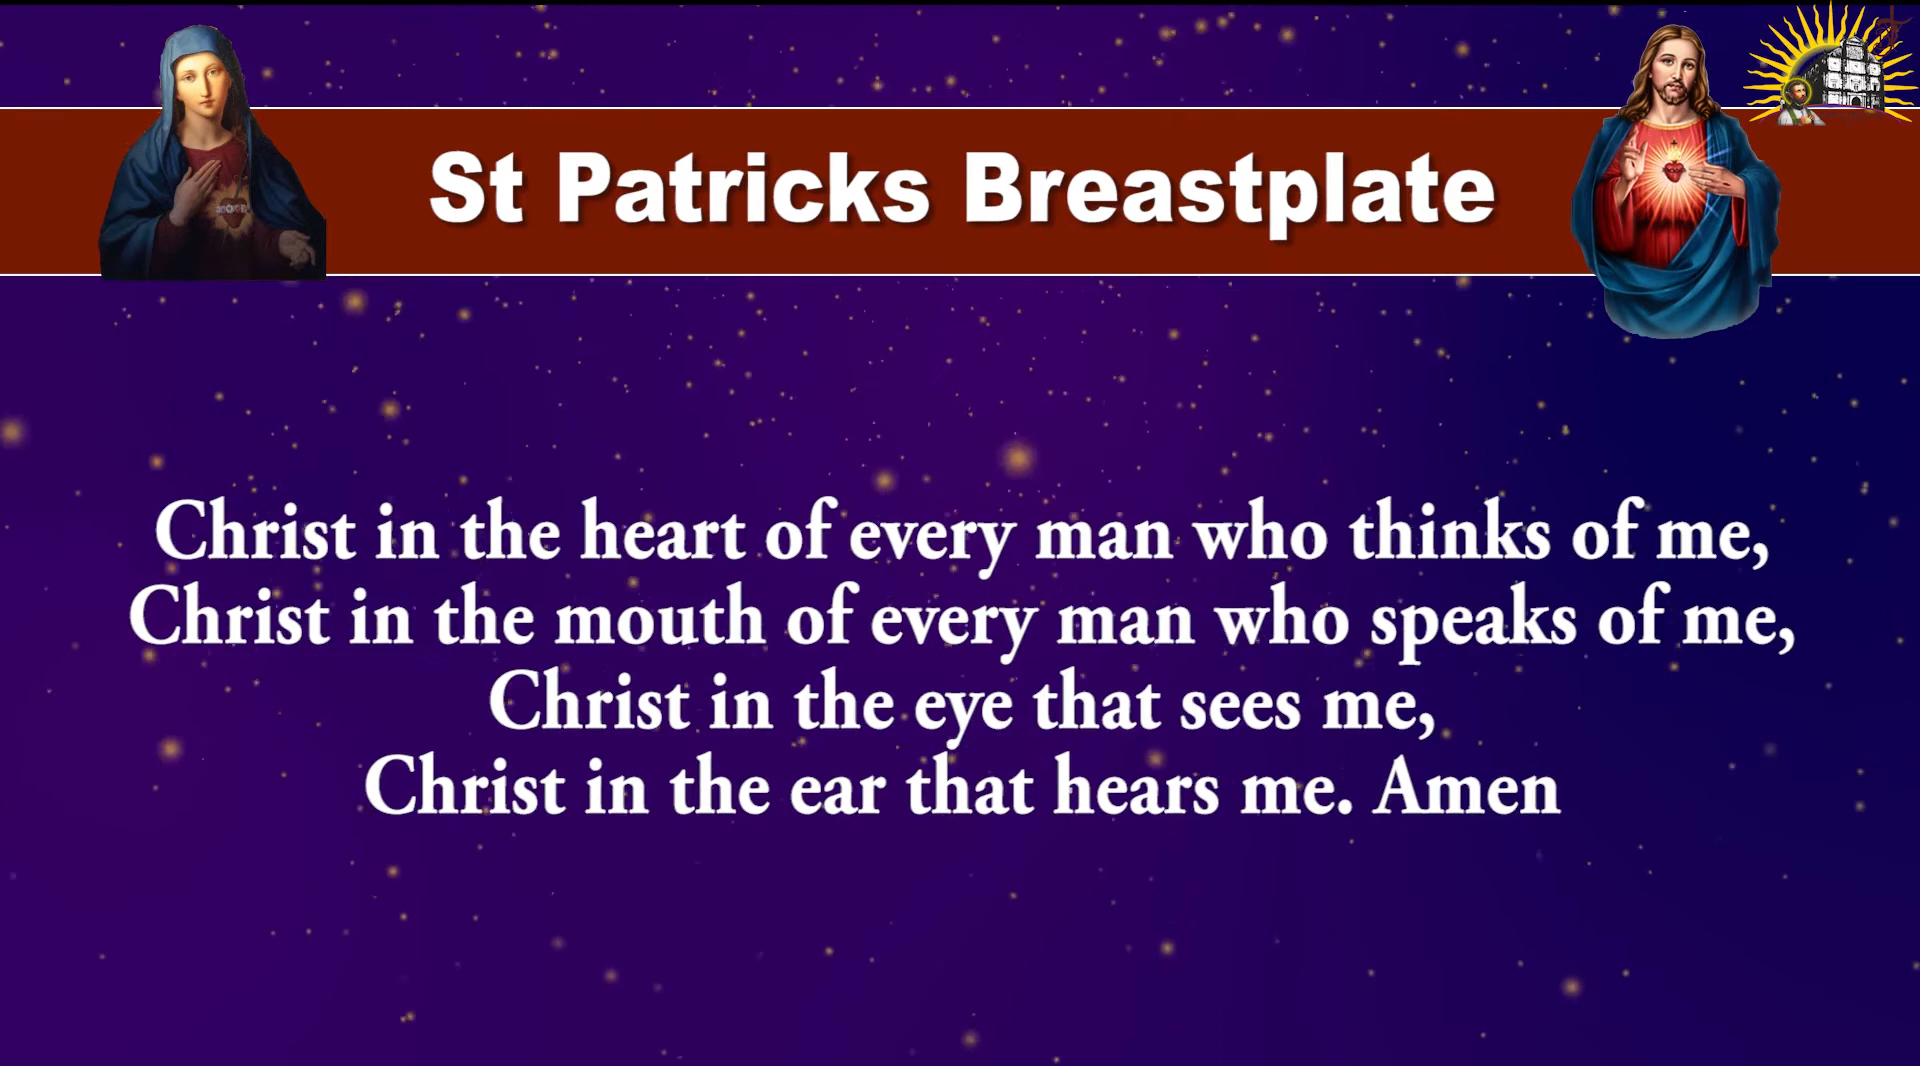 St Patricks Breastplate
Christ in the heart of every man who thinks of me,
Christ in the mouth of every man who speaks of me,
Christ in the eye that sees me,
Christ in the ear that hears me. Amen